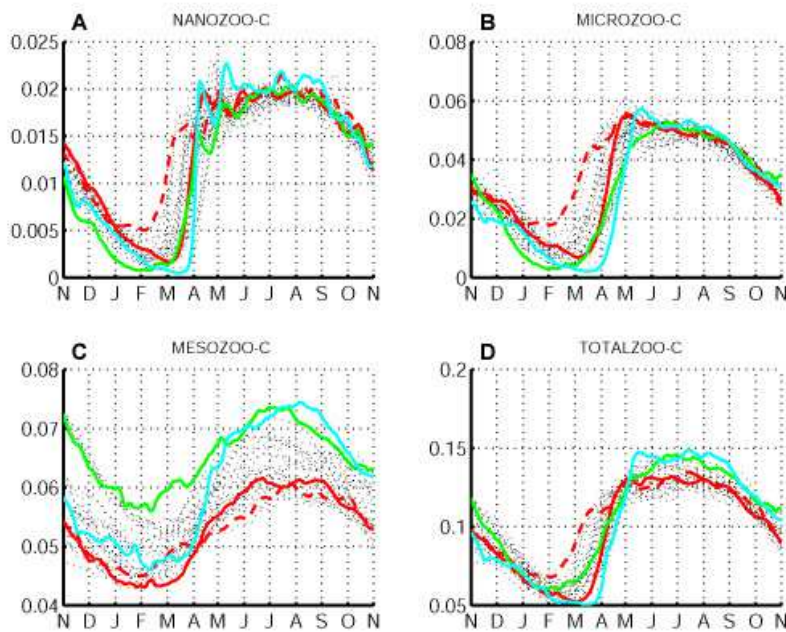 A NANOZOO-C
0.025
0.02
0.015
0.01
0.005
0
N D J F M A M J J A S O N
B MICROZOO-C
0.08
0.06
0.04
0.02
0
N D J F M A M J J A S O N
C MESOZOO-C
0.08
0.07
0.06
0.05
0.04
N D J F M A M J J A S O N
D TOTALZOO-C
0.2
0.15
0.1
0.05
N D J F M A M J J A S O N